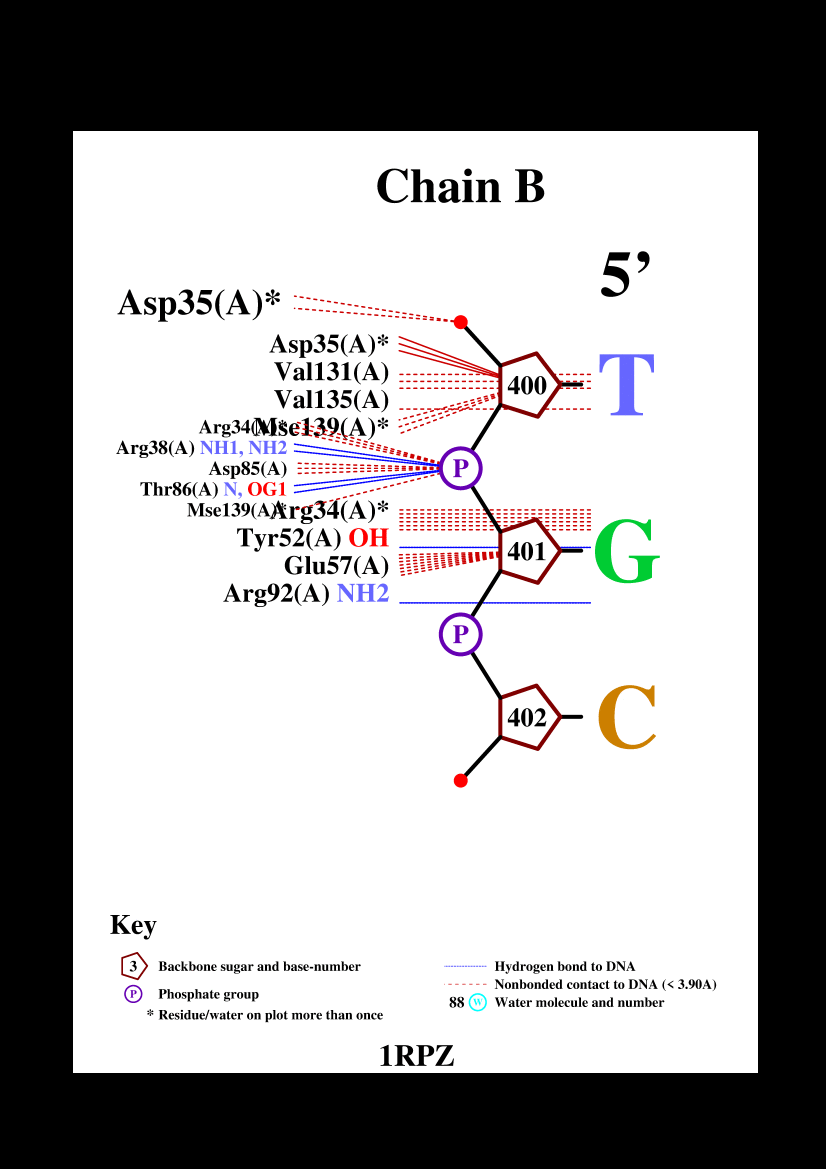 Chain B
5’
Asp35(A)*
Asp35(A)*
Val131(A)
T
400
Val135(A)
Mse139(A)*
Arg34(A)*
Arg38(A) NH1, NH2
P
Asp85(A)
Thr86(A) N, OG1
Mse139(A)*
Arg34(A)*
Tyr52(A) OH
401
G
Glu57(A)
Arg92(A) NH2
P
402
C
Key
3 Backbone sugar and base-number
P Phosphate group
* Residue/water on plot more than once
Hydrogen bond to DNA
Nonbonded contact to DNA (< 3.90A)
88 W Water molecule and number
1RPZ